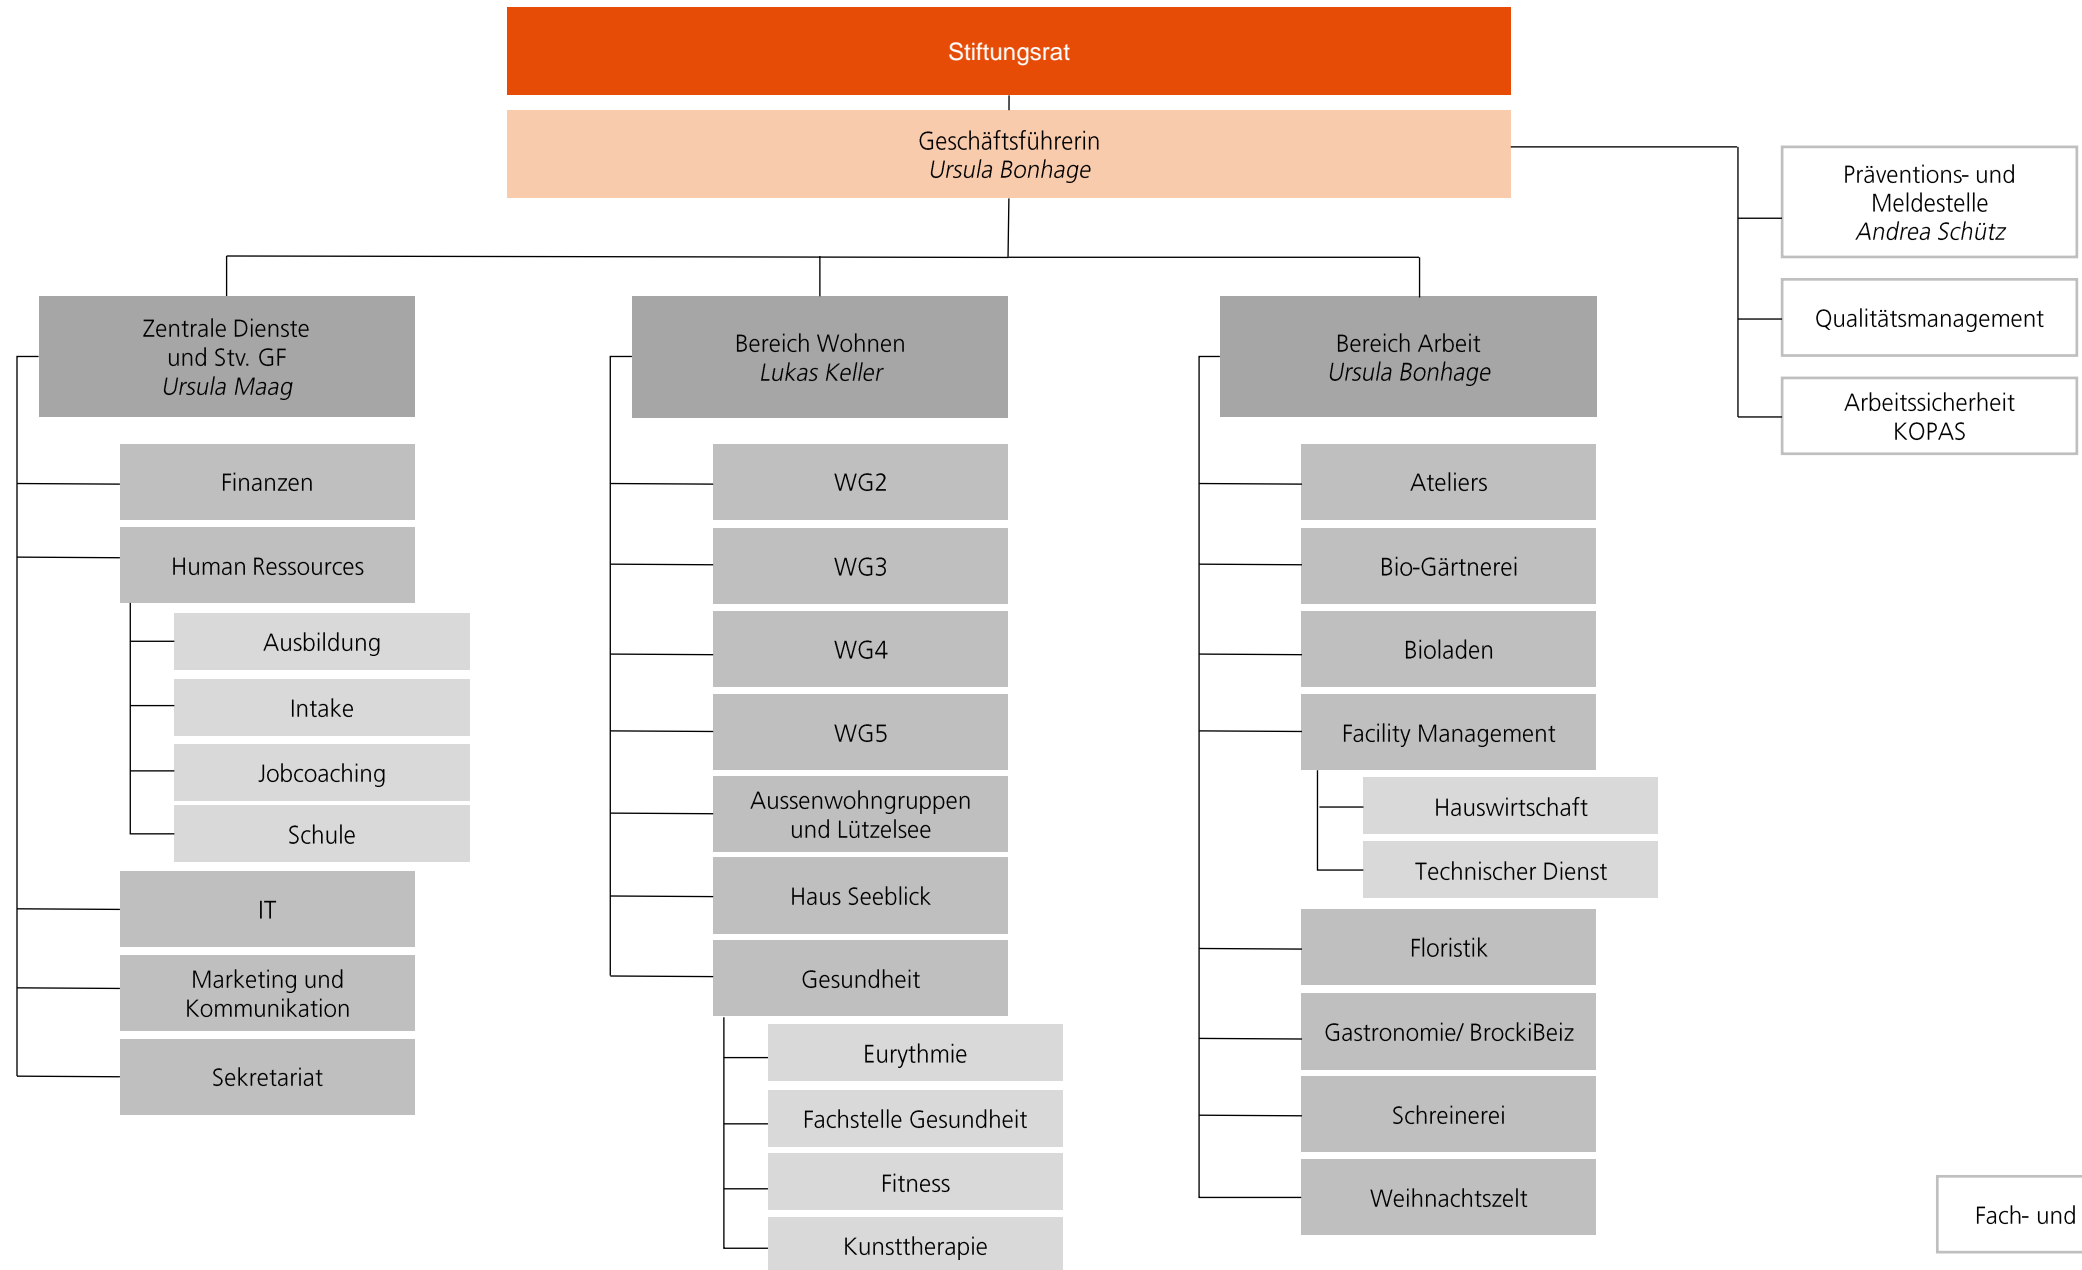 Stiftungsrat
Geschäftsführerin
Ursula Bonhage
Präventions- und
Meldestelle
Andrea Schütz
Qualitätsmanagement
Arbeitssicherheit
KOPAS
Zentrale Dienste
und Stv. GF
Ursula Maag
Finanzen
Human Ressources
Ausbildung
Intake
Jobcoaching
Schule
IT
Marketing und
Kommunikation
Sekretariat
Bereich Wohnen
Lukas Keller
WG2
WG3
WG4
WG5
Aussenwohngruppen
und Lützelsee
Haus Seeblick
Gesundheit
Eurythmie
Fachstelle Gesundheit
Fitness
Kunsttherapie
Bereich Arbeit
Ursula Bonhage
Ateliers
Bio-Gärtnerei
Bioladen
Facility Management
Hauswirtschaft
Technischer Dienst
Floristik
Gastronomie/ BrockiBeiz
Schreinerei
Weihnachtszelt
Fach- und